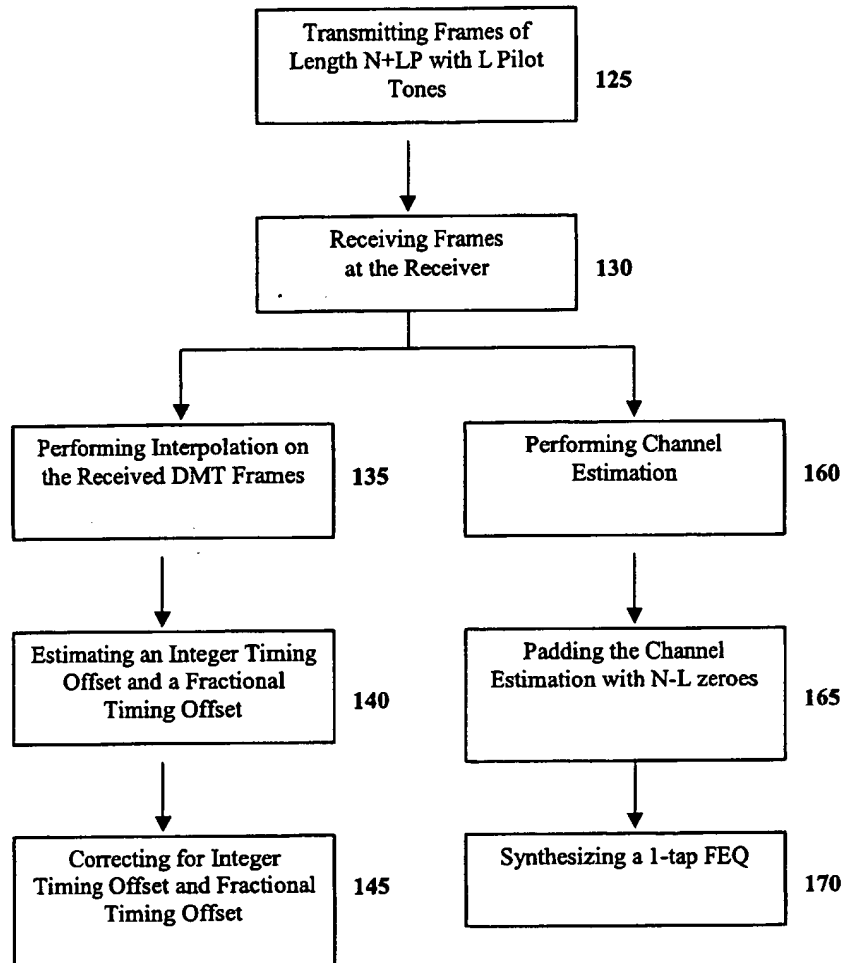 Transmitting Frames of
Length N+LP with L Pilot
Tones
125
Receiving Frames
at the Receiver
130
Performing Interpolation on
the Received DMT Frames
135
Performing Channel
Estimation
160
Estimating an Integer Timing
Offset and a Fractional
Timing Offset
140
Padding the Channel
Estimation with N-L zeroes
165
Correcting for Integer
Timing Offset and Fractional
Timing Offset
145
Synthesizing a 1-tap FEQ
170